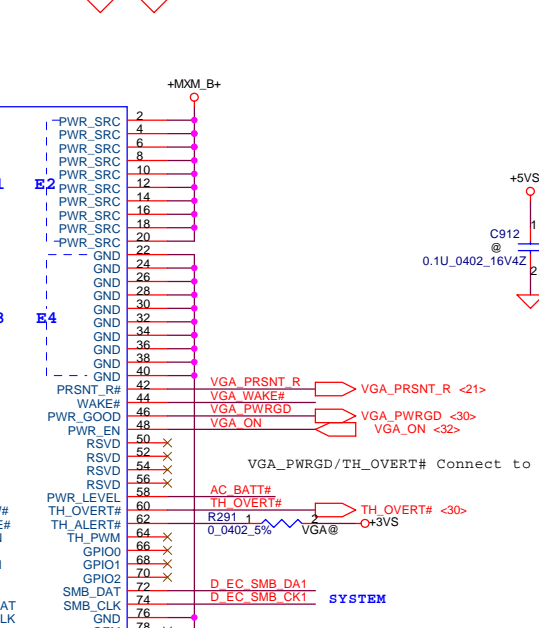 +MXM_B+
PWR_SRC 2
PWR_SRC 4
PWR_SRC 6
PWR_SRC 8
PWR_SRC 10
E2 PWR_SRC 12
PWR_SRC 14
PWR_SRC 16
PWR_SRC 18
PWR_SRC 20
GND 22
GND 24
GND 26
GND 28
GND 30
E4 GND 32
GND 34
GND 36
GND 38
GND 40
PRSNT_R# 42 VGA_PRSNT_R VGA_PRSNT_R <21>
WAKE# 44 VGA_WAKE#
PWR_GOOD 46 VGA_PWRGD VGA_PWRGD <30>
PWR_EN 48 VGA_ON VGA_ON <32>
RSVD 50
RSVD 52
RSVD 54
RSVD 56
VGA_PWRGD/TH_OVERT# Connect to
PWR_LEVEL 58 AC_BATT#
TH_OVERT# 60 TH_OVERT# TH_OVERT# <30>
TH_ALERT# 62 R291 1 2 +3VS
0_0402_5% VGA@
TH_PWM 64
GPIO0 66
GPIO1 68
GPIO2 70
SMB_DAT 72 D_EC_SMB_DA1
SMB_CLK 74 D_EC_SMB_CK1 SYSTEM
GND 76
78
+5VS
1
C912
@
0.1U_0402_16V4Z
2